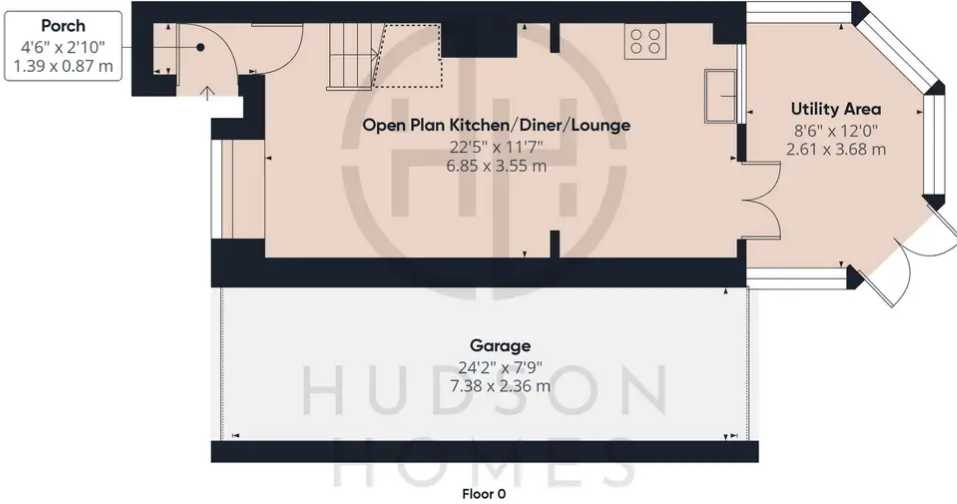 Porch
4'6" x 2'10"
1.39 x 0.87 m
Open Plan Kitchen/Diner/Lounge
22'5" x 11'7"
6.85 x 3.55 m
Utility Area
8'6" x 12'0"
2.61 x 3.68 m
Garage
24'2" x 7'9"
7.38 x 2.36 m
HUDSON
HOMES
Floor 0